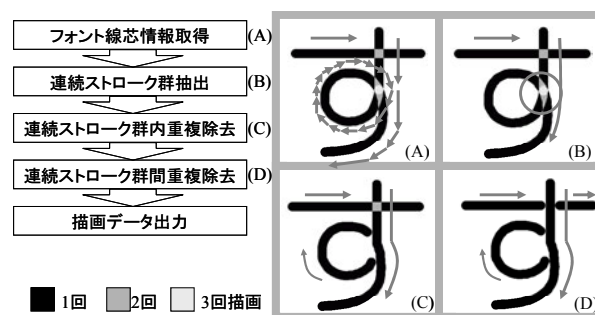 フォント線芯情報取得 (A)
連続ストローク群抽出 (B)
連続ストローク群内重複除去 (C)
連続ストローク群間重複除去 (D)
描画データ出力
1回 2回 3回描画
(A)
(B)
(C)
(D)